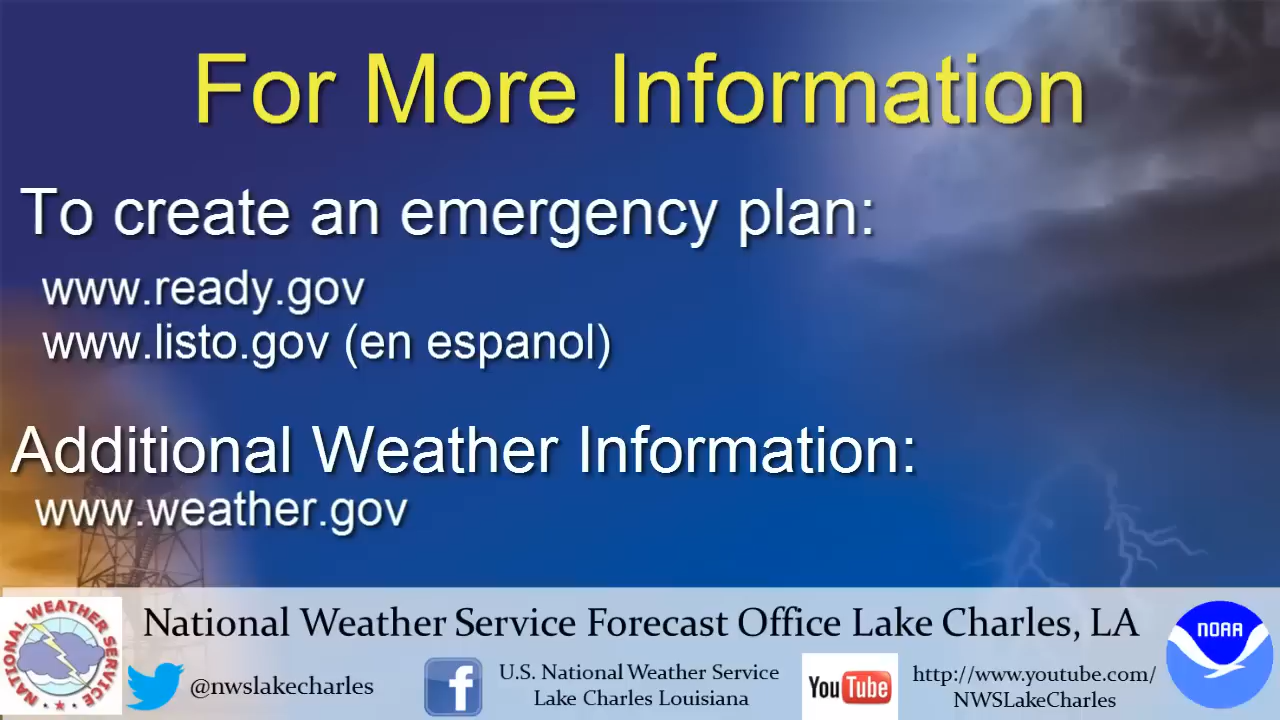 For More Information
To create an emergency plan:
www.ready.gov
www.listo.gov (en espanol)
Additional Weather Information:
www.weather.gov
National Weather Service Forecast Office Lake Charles, LA
NATIONAL WEATHER SERVICE
@nwslakecharles
U.S. National Weather Service
Lake Charles Louisiana
You Tube
http://www.youtube.com/
NWSLakeCharles
NOAA